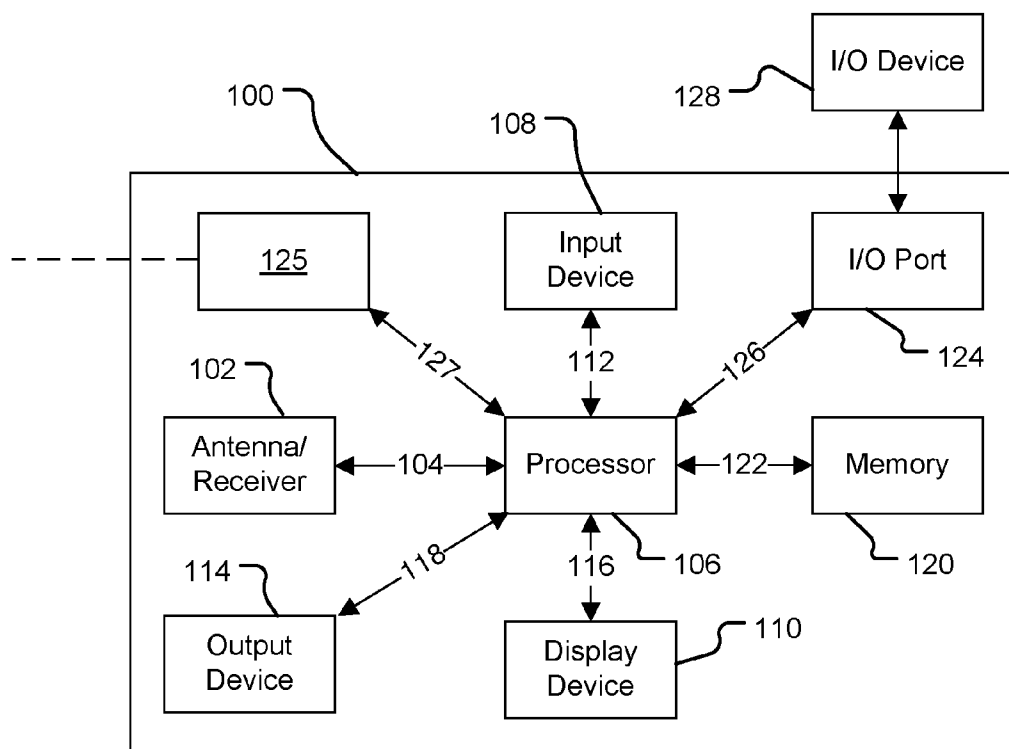 I/O Device
128
100
108
125
Input
Device
I/O Port
124
127
112
126
102
Antenna/
Receiver
104
Processor
122
Memory
106
120
118
116
114
Output
Device
Display
Device
110